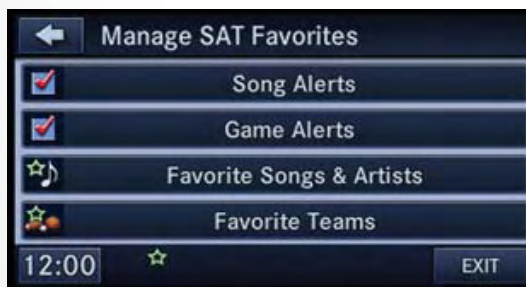 Manage SAT Favorites
Song Alerts
Game Alerts
Favorite Songs & Artists
Favorite Teams
12:00 EXIT